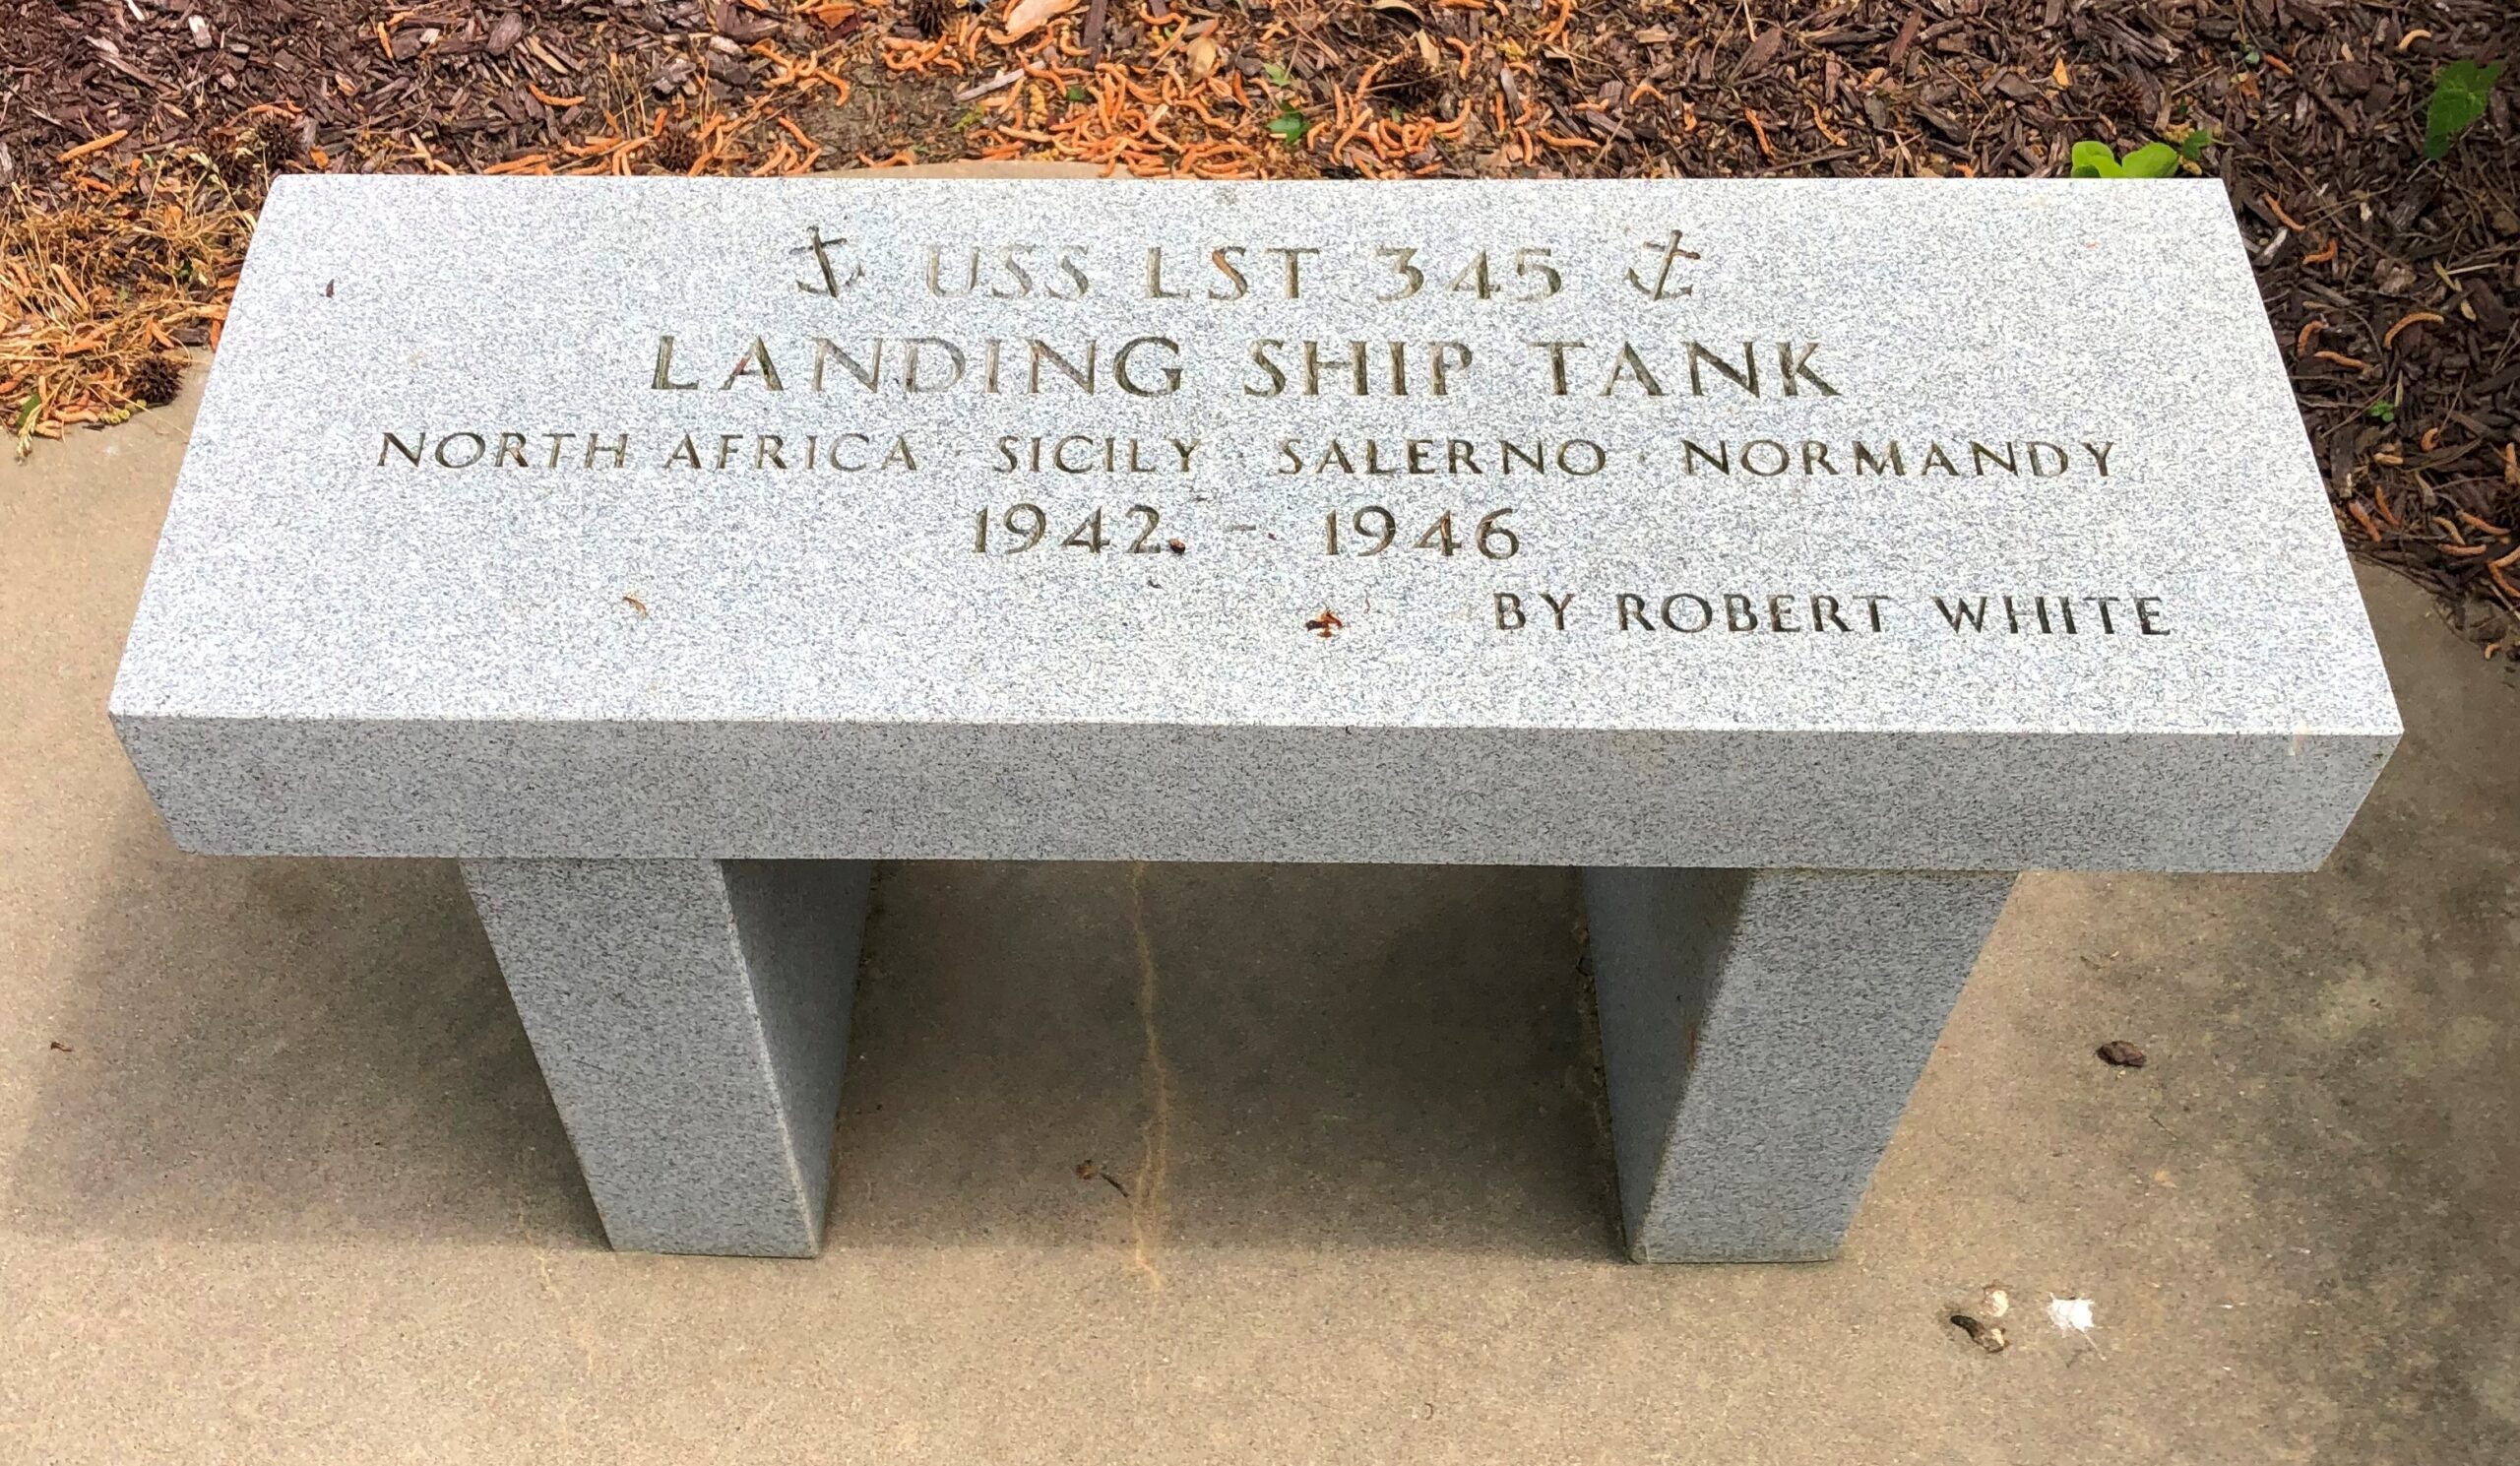 USS LST 345
LANDING SHIP TANK
NORTH AFRICA · SICILY · SALERNO · NORMANDY
1942 - 1946
BY ROBERT WHITE